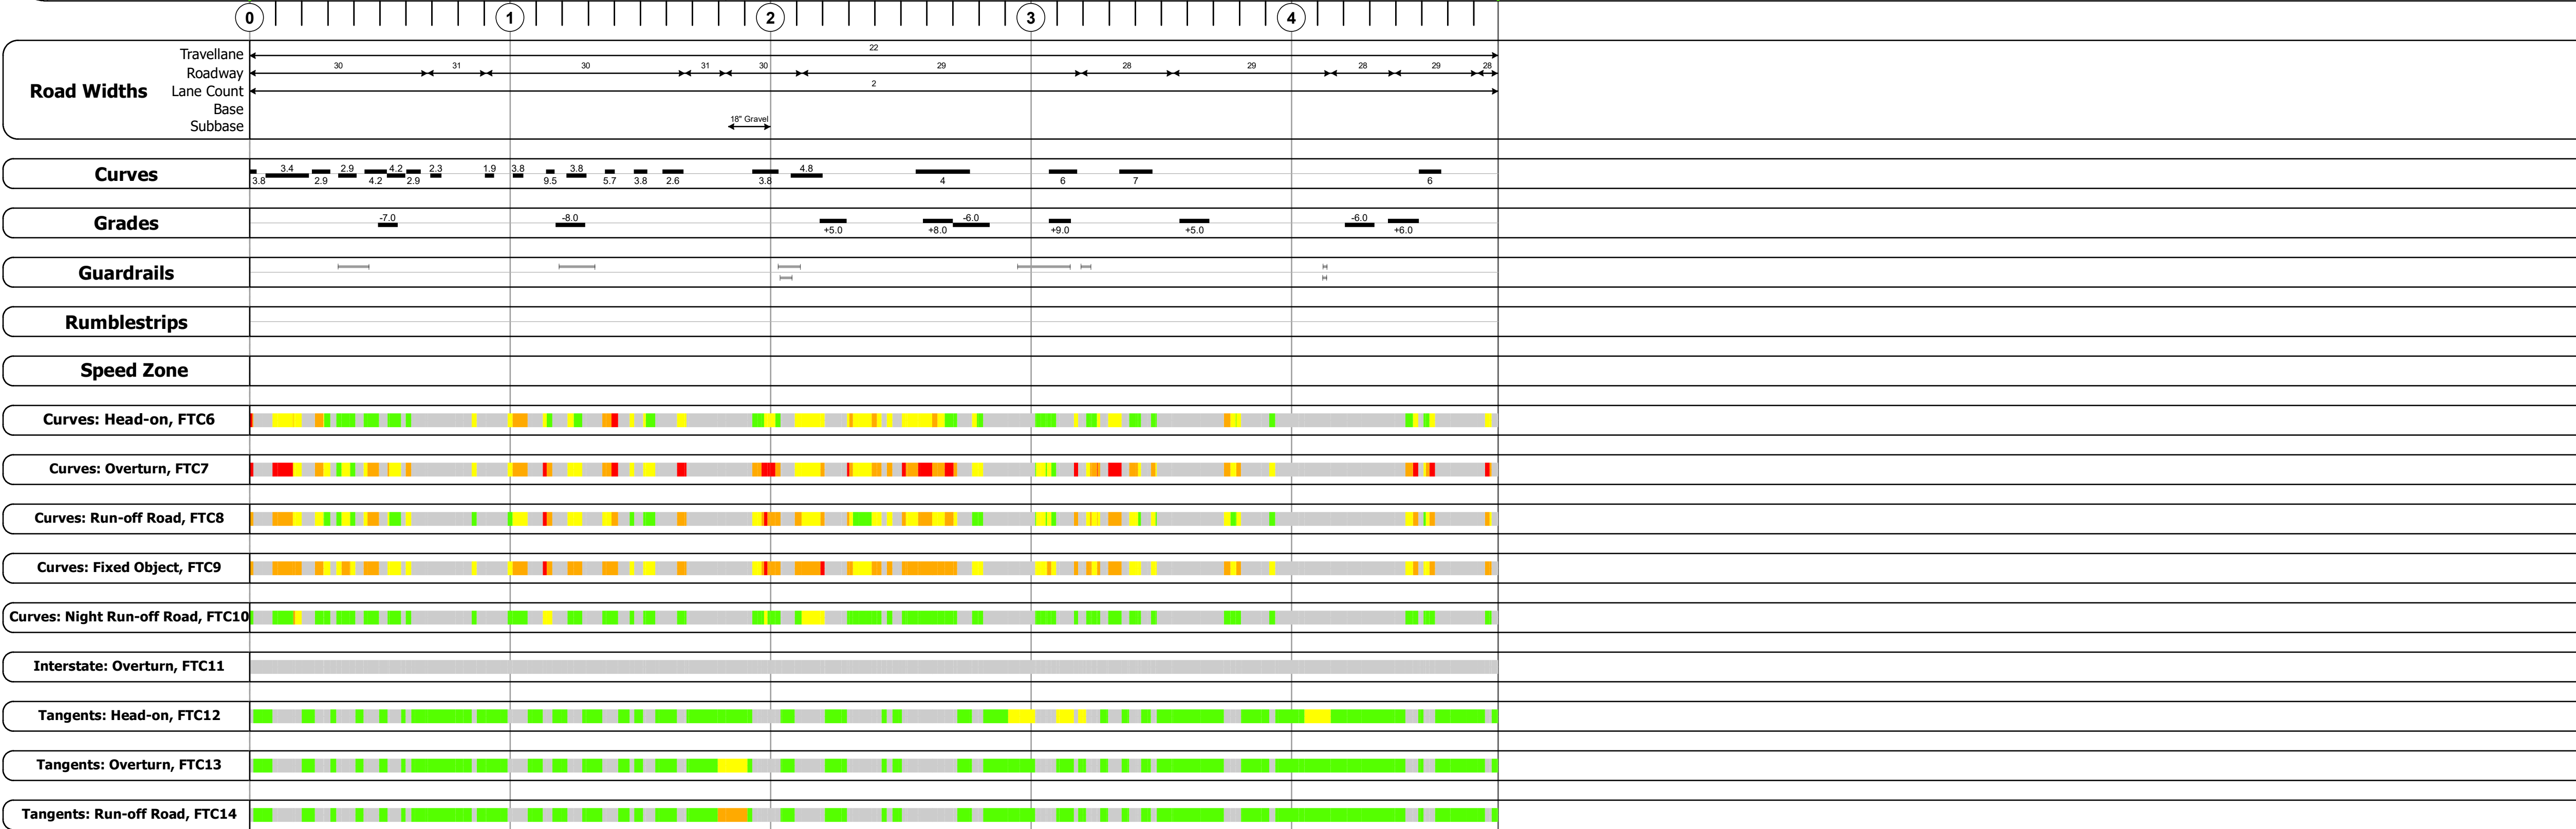 0 1 2 3 4
Travellane 22
Roadway 30 31 30 31 30 29 28 29 28 29 28
Road Widths
Lane Count 2
Base
Subbase 18" Gravel
3.4 2.9 4.2 2.3 1.9 3.8 3.8 4.8
Curves
3.8 2.9 4.2 2.9 9.5 5.7 3.8 2.6 3.8 4 6 7 6
-7.0 -8.0 -6.0 -6.0
Grades
+5.0 +8.0 +9.0 +5.0 +6.0
Guardrails
Rumblestrips
Speed Zone
Curves: Head-on, FTC6
Curves: Overturn, FTC7
Curves: Run-off Road, FTC8
Curves: Fixed Object, FTC9
Curves: Night Run-off Road, FTC10
Interstate: Overturn, FTC11
Tangents: Head-on, FTC12
Tangents: Overturn, FTC13
Tangents: Run-off Road, FTC14